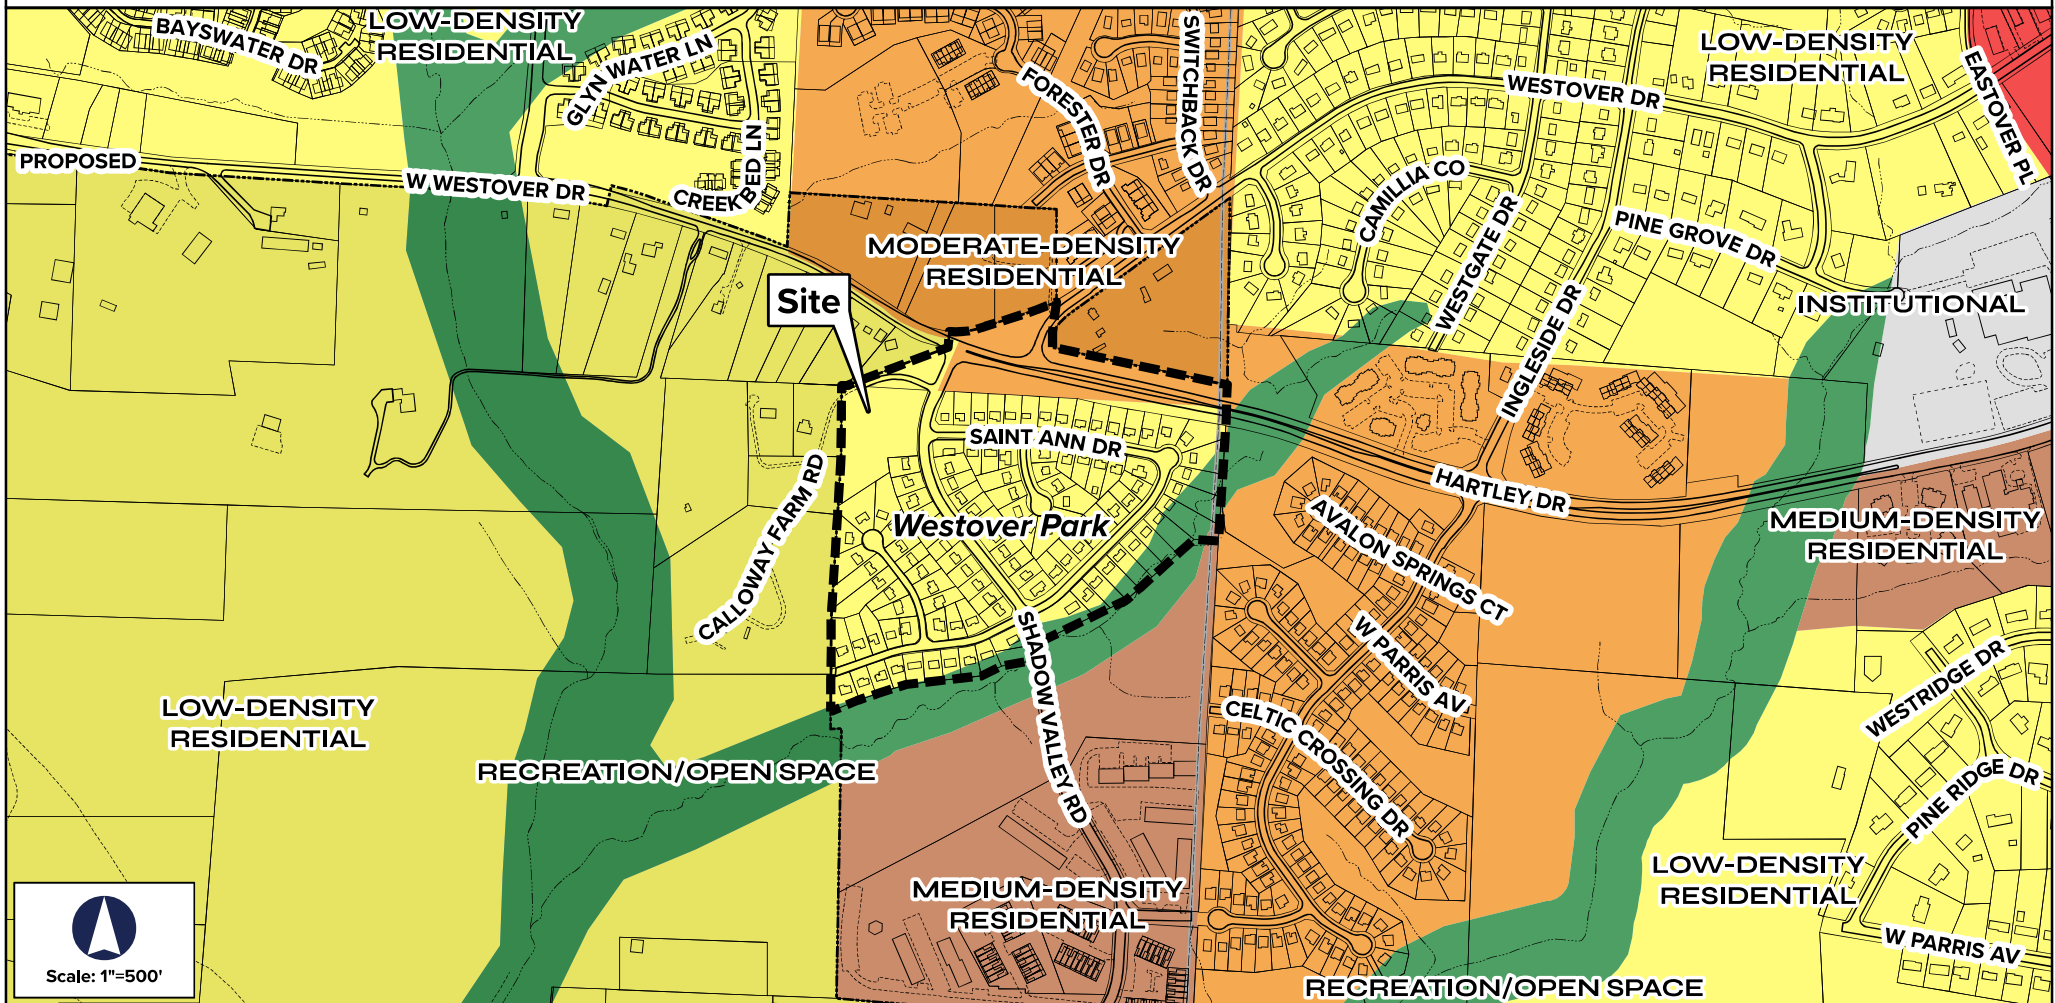 BAYSWATER DR
LOW-DENSITY
RESIDENTIAL
GLYN WATER LN
FORESTER DR
SWITCHBACK DR
WESTOVER DR
LOW-DENSITY
RESIDENTIAL
EASTOVER PL
PROPOSED
W WESTOVER DR
CREEK BED LN
CAMILLIA CO
WESTGATE DR
PINE GROVE DR
MODERATE-DENSITY
RESIDENTIAL
Site
INGLESIDE DR
INSTITUTIONAL
SAINT ANN DR
CALLOWAY FARM RD
Westover Park
HARTLEY DR
AVALON SPRINGS CT
MEDIUM-DENSITY
RESIDENTIAL
SHADOW VALLEY RD
W PARRIS AV
WESTRIDGE DR
LOW-DENSITY
RESIDENTIAL
CELTIC CROSSING DR
RECREATION/OPEN SPACE
PINE RIDGE DR
MEDIUM-DENSITY
RESIDENTIAL
LOW-DENSITY
RESIDENTIAL
W PARRIS AV
Scale: 1"=500'
RECREATION/OPEN SPACE